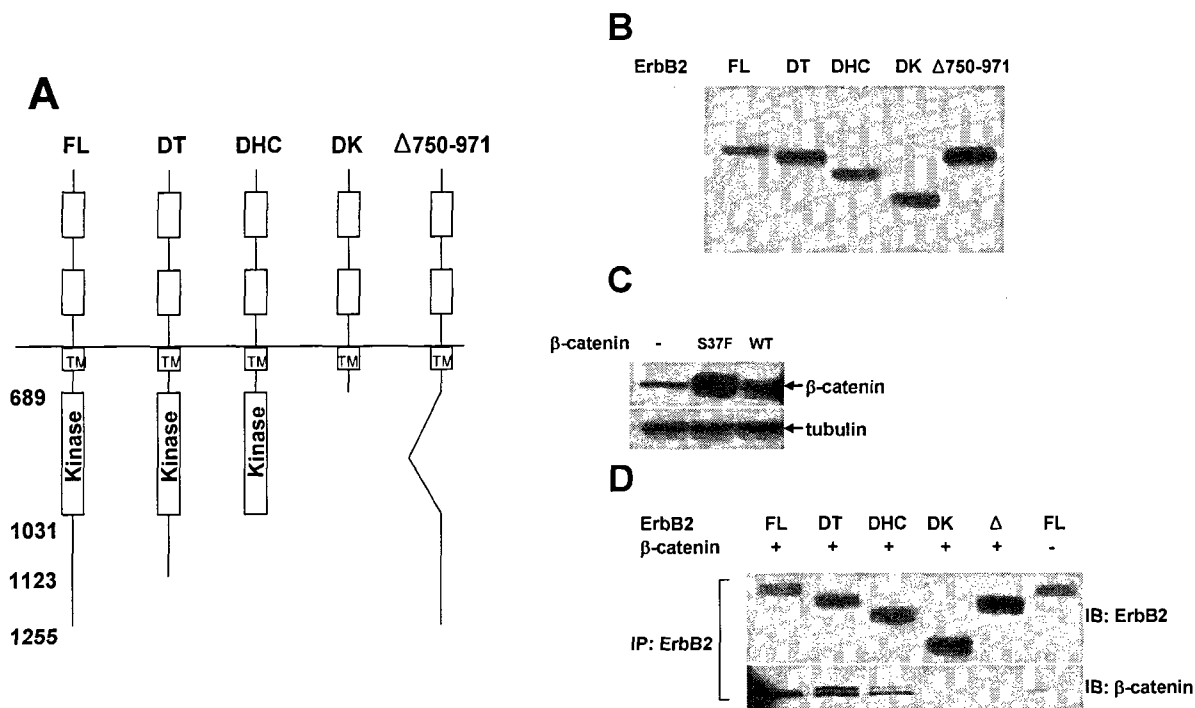 A
FL DT DHC DK Δ750-971
TM TM TM TM TM
689
Kinase Kinase Kinase
1031
1123
1255
B
ErbB2 FL DT DHC DK Δ750-971
C
β-catenin - S37F WT
β-catenin
tubulin
D
ErbB2 FL DT DHC DK Δ FL
β-catenin + + + + + -
IP: ErbB2
IB: ErbB2
IB: β-catenin